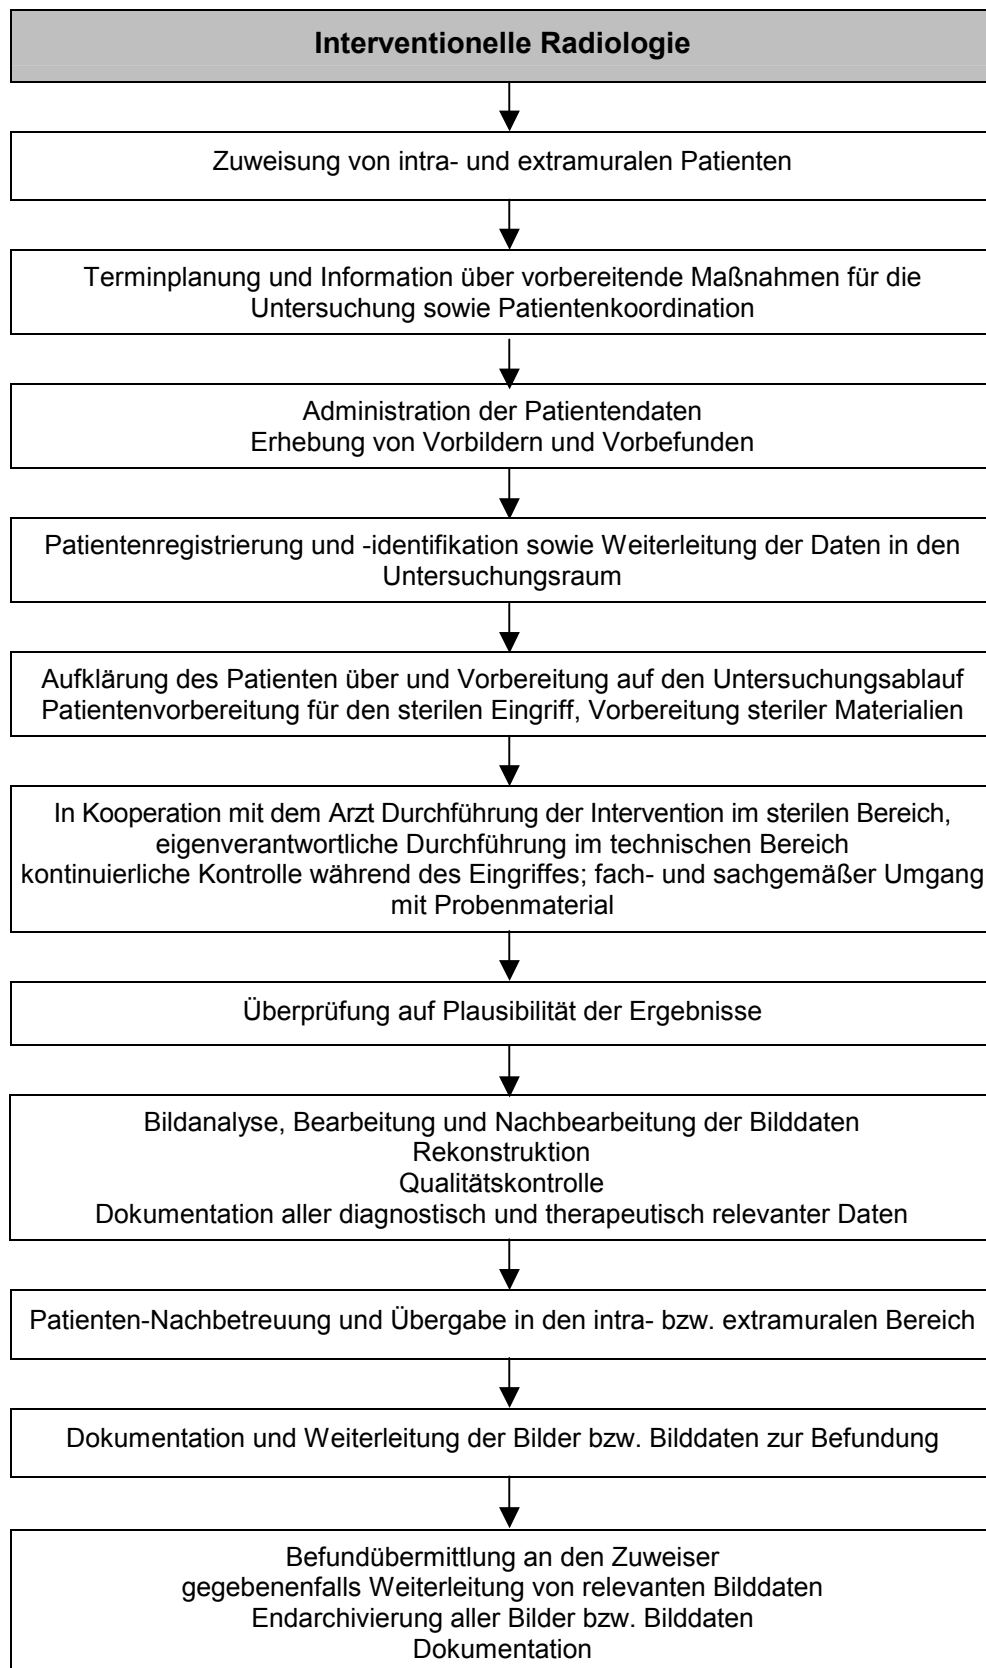 Interventionelle Radiologie
Zuweisung von intra- und extramuralen Patienten
Terminplanung und Information über vorbereitende Maßnahmen für die
Untersuchung sowie Patientenkoordination
Administration der Patientendaten
Erhebung von Vorbildern und Vorbefunden
Patientenregistrierung und -identifikation sowie Weiterleitung der Daten in den
Untersuchungsraum
Aufklärung des Patienten über und Vorbereitung auf den Untersuchungsablauf
Patientenvorbereitung für den sterilen Eingriff, Vorbereitung steriler Materialien
In Kooperation mit dem Arzt Durchführung der Intervention im sterilen Bereich,
eigenverantwortliche Durchführung im technischen Bereich
kontinuierliche Kontrolle während des Eingriffes; fach- und sachgemäßer Umgang
mit Probenmaterial
Überprüfung auf Plausibilität der Ergebnisse
Bildanalyse, Bearbeitung und Nachbearbeitung der Bilddaten
Rekonstruktion
Qualitätskontrolle
Dokumentation aller diagnostisch und therapeutisch relevanter Daten
Patienten-Nachbetreuung und Übergabe in den intra- bzw. extramuralen Bereich
Dokumentation und Weiterleitung der Bilder bzw. Bilddaten zur Befundung
Befundübermittlung an den Zuweiser
gegebenenfalls Weiterleitung von relevanten Bilddaten
Endarchivierung aller Bilder bzw. Bilddaten
Dokumentation